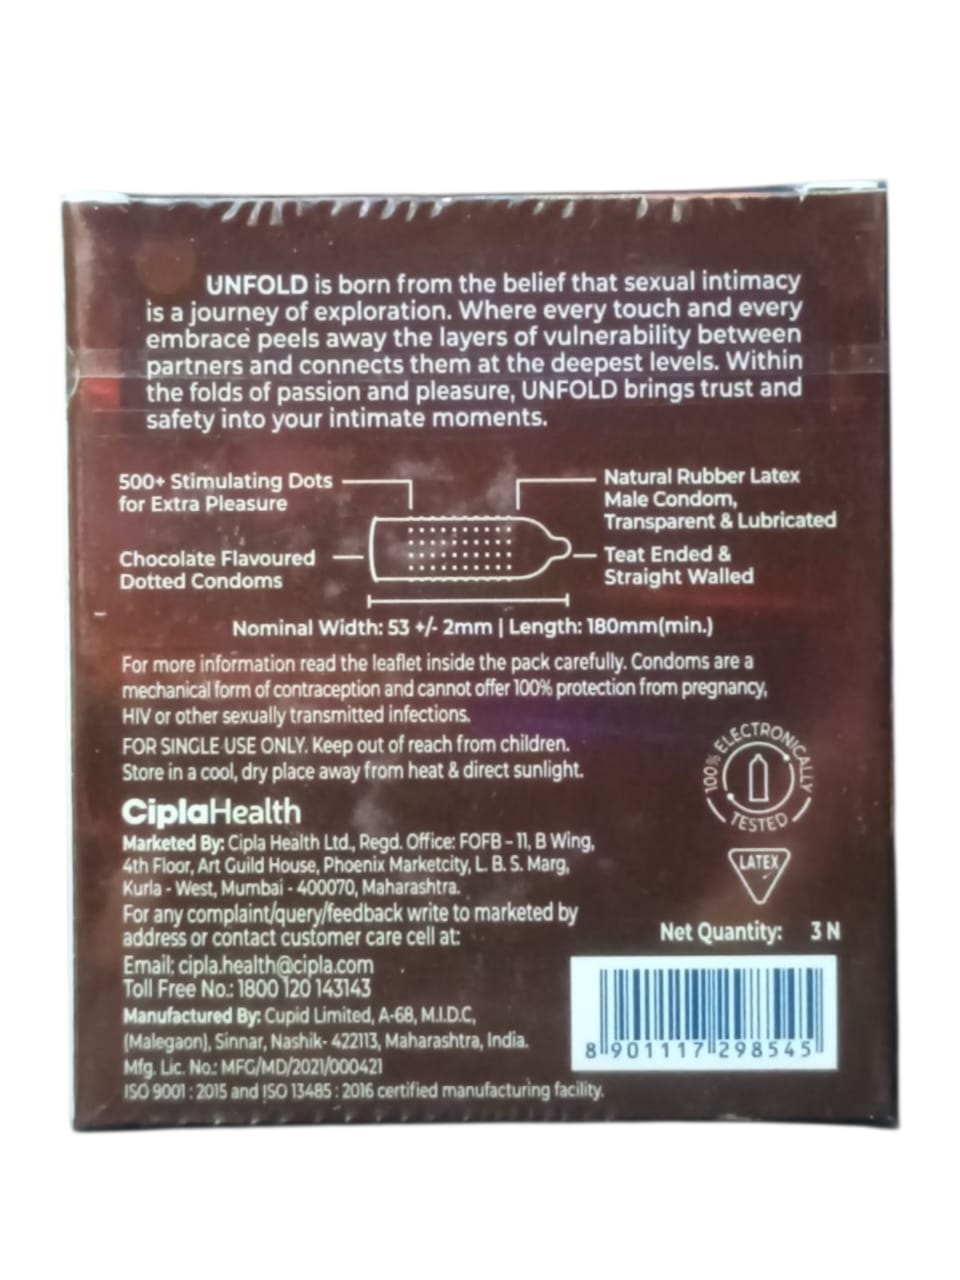 UNFOLD is born from the belief that sexual intimacy
is a journey of exploration. Where every touch and every
embrace peels away the layers of vulnerability between
partners and connects them at the deepest levels. Within
the folds of passion and pleasure, UNFOLD brings trust and
safety into your intimate moments.
500+ Stimulating Dots
for Extra Pleasure
Natural Rubber Latex
Male Condom,
Transparent & Lubricated
Chocolate Flavoured
Dotted Condoms
Teat Ended &
Straight Walled
Nominal Width: 53 +/- 2mm | Length: 180mm(min.)
For more information read the leaflet inside the pack carefully. Condoms are a
mechanical form of contraception and cannot offer 100% protection from pregnancy,
HIV or other sexually transmitted infections.
FOR SINGLE USE ONLY. Keep out of reach from children.
Store in a cool, dry place away from heat & direct sunlight.
100% ELECTRONICALLY
TESTED
CiplaHealth
Marketed By: Cipla Health Ltd., Regd. Office: FOFB - 11, B Wing,
4th Floor, Art Guild House, Phoenix Marketcity, L. B. S. Marg,
Kurla - West, Mumbai - 400070, Maharashtra.
LATEX
For any complaint/query/feedback write to marketed by
address or contact customer care cell at:
Net Quantity: 3 N
Email: cipla.health@cipla.com
Toll Free No.: 1800 120 143143
Manufactured By: Cupid Limited, A-68, M.I.D.C,
(Malegaon), Sinnar, Nashik- 422113, Maharashtra, India.
8 901117 298545
Mfg. Lic. No.: MFG/MD/2021/000421
ISO 9001 : 2015 and ISO 13485 : 2016 certified manufacturing facility.